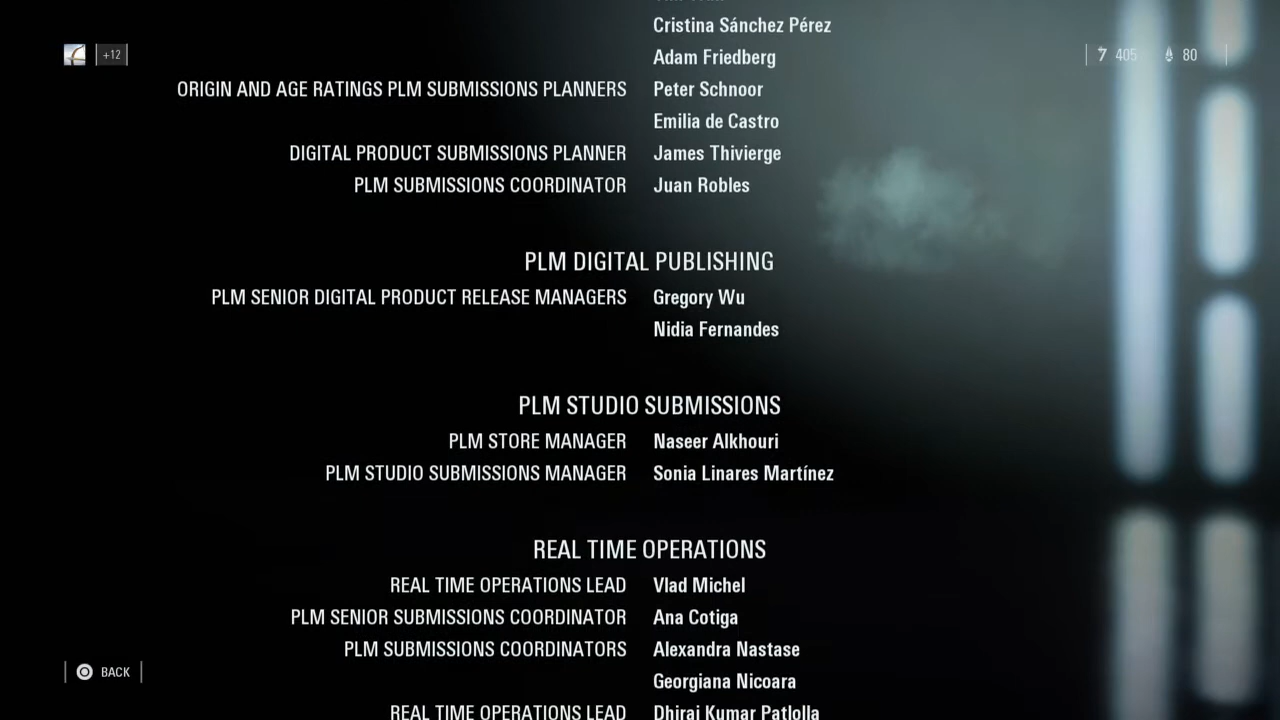 Cristina Sánchez Pérez
+12
7 405 80
Adam Friedberg
ORIGIN AND AGE RATINGS PLM SUBMISSIONS PLANNERS Peter Schnoor
Emilia de Castro
DIGITAL PRODUCT SUBMISSIONS PLANNER James Thivierge
PLM SUBMISSIONS COORDINATOR Juan Robles
PLM DIGITAL PUBLISHING
PLM SENIOR DIGITAL PRODUCT RELEASE MANAGERS Gregory Wu
Nidia Fernandes
PLM STUDIO SUBMISSIONS
PLM STORE MANAGER Naseer Alkhouri
PLM STUDIO SUBMISSIONS MANAGER Sonia Linares Martínez
REAL TIME OPERATIONS
REAL TIME OPERATIONS LEAD Vlad Michel
PLM SENIOR SUBMISSIONS COORDINATOR Ana Cotiga
PLM SUBMISSIONS COORDINATORS Alexandra Nastase
BACK
Georgiana Nicoara
REAL TIME OPERATIONS LEAD Dhiraj Kumar Patlolla